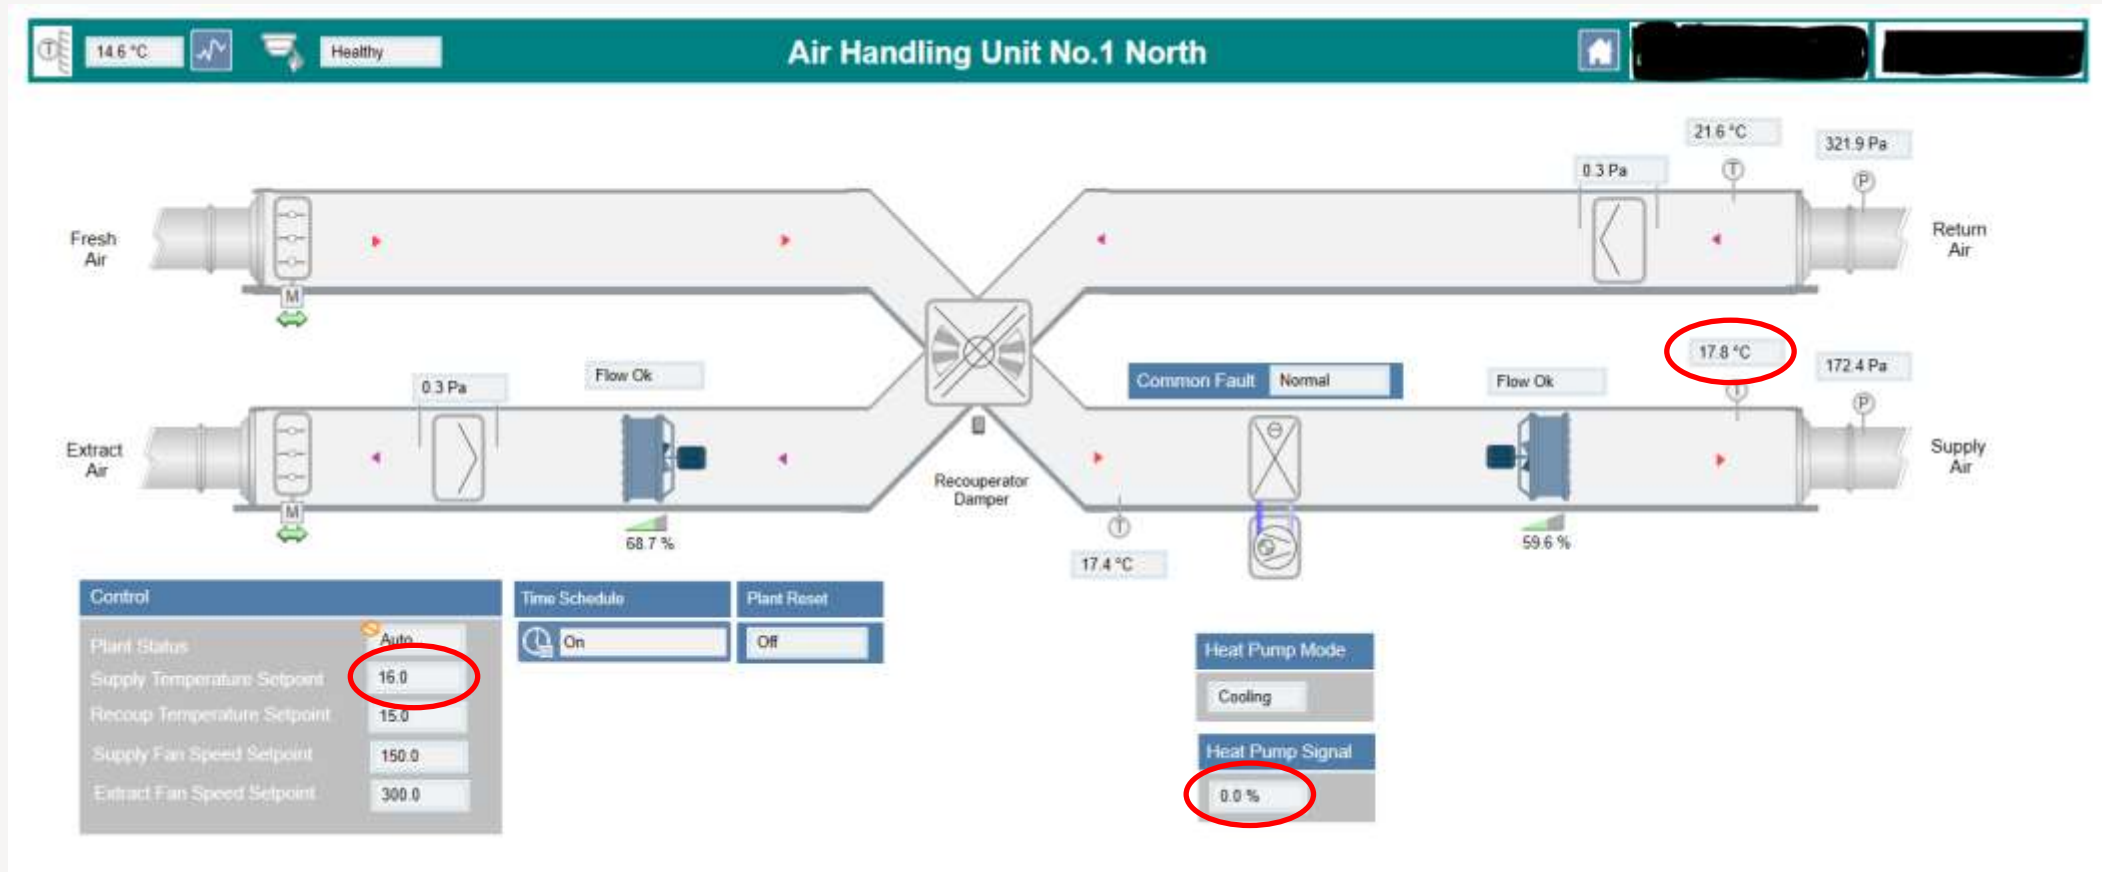 T 14.6 °C Healthy Air Handling Unit No.1 North
21.6 °C
321.9 Pa
0.3 Pa
T
P
Fresh
Air
Return
Air
M
17.8 °C
172.4 Pa
Flow Ok
0.3 Pa
Common Fault Normal
Flow Ok
T
P
Extract
Air
Recouperator
Damper
Supply
Air
M
T
68.7 %
59.6 %
17.4 °C
Control
Plant Status Auto
Supply Temperature Setpoint 16.0
Recoup Temperature Setpoint 15.0
Supply Fan Speed Setpoint 150.0
Extract Fan Speed Setpoint 300.0
Time Schedule
On
Plant Reset
Off
Heat Pump Mode
Cooling
Heat Pump Signal
0.0 %